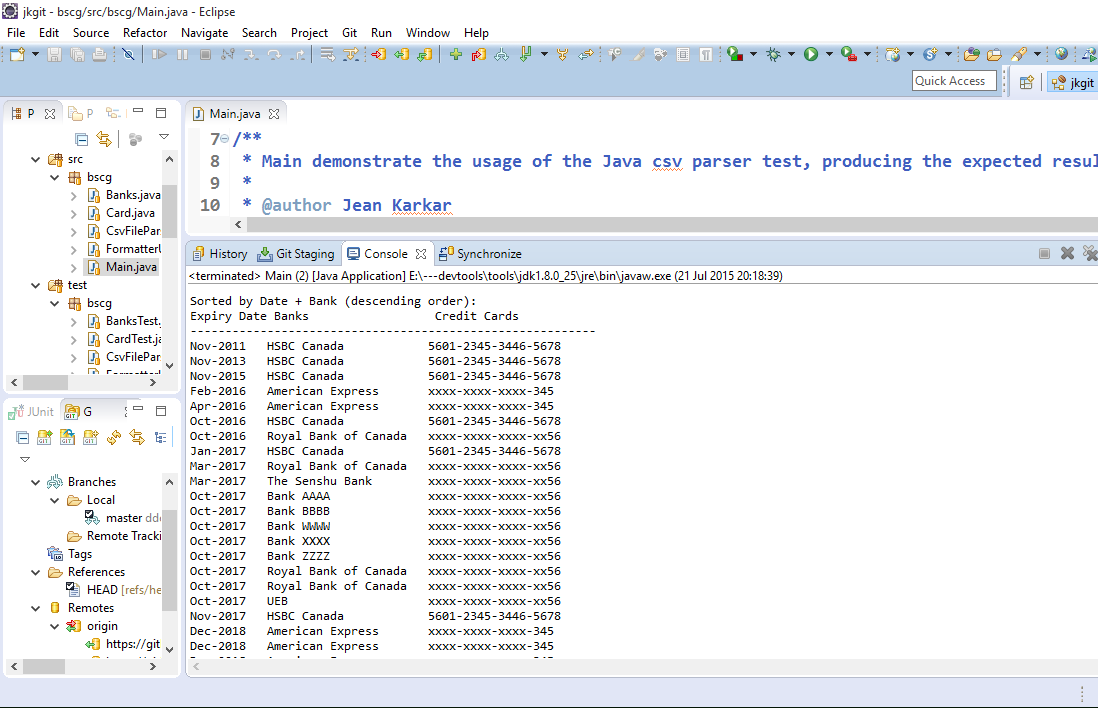 jkgit - bscg/src/bscg/Main.java - Eclipse
File Edit Source Refactor Navigate Search Project Git Run Window Help
Quick Access
jkgit
P
P
src
bscg
Banks.java
Card.java
CsvFilePar
Formatter
Main.java
test
bscg
BanksTest.
CardTest.ja
CsvFilePar
JUnit
G
Branches
Local
master
Remote Tracki
Tags
References
HEAD [refs/he
Remotes
origin
https://git
Main.java
7 /**
8 * Main demonstrate the usage of the Java csv parser test, producing the expected resul
9 *
10 * @author Jean Karkar
History Git Staging Console Synchronize
<terminated> Main (2) [Java Application] E:\---devtools\tools\jdk1.8.0_25\jre\bin\javaw.exe (21 Jul 2015 20:18:39)
Sorted by Date + Bank (descending order):
Expiry Date Banks Credit Cards
----------------------------------------------------------
Nov-2011 HSBC Canada 5601-2345-3446-5678
Nov-2013 HSBC Canada 5601-2345-3446-5678
Nov-2015 HSBC Canada 5601-2345-3446-5678
Feb-2016 American Express xxxx-xxxx-xxxx-345
Apr-2016 American Express xxxx-xxxx-xxxx-345
Oct-2016 HSBC Canada 5601-2345-3446-5678
Oct-2016 Royal Bank of Canada xxxx-xxxx-xxxx-xx56
Jan-2017 HSBC Canada 5601-2345-3446-5678
Mar-2017 Royal Bank of Canada xxxx-xxxx-xxxx-xx56
Mar-2017 The Senshu Bank xxxx-xxxx-xxxx-xx56
Oct-2017 Bank AAAA xxxx-xxxx-xxxx-xx56
Oct-2017 Bank BBBB xxxx-xxxx-xxxx-xx56
Oct-2017 Bank WWWW xxxx-xxxx-xxxx-xx56
Oct-2017 Bank XXXX xxxx-xxxx-xxxx-xx56
Oct-2017 Bank ZZZZ xxxx-xxxx-xxxx-xx56
Oct-2017 Royal Bank of Canada xxxx-xxxx-xxxx-xx56
Oct-2017 Royal Bank of Canada xxxx-xxxx-xxxx-xx56
Oct-2017 UEB xxxx-xxxx-xxxx-xx56
Nov-2017 HSBC Canada 5601-2345-3446-5678
Dec-2018 American Express xxxx-xxxx-xxxx-345
Dec-2018 American Express xxxx-xxxx-xxxx-345